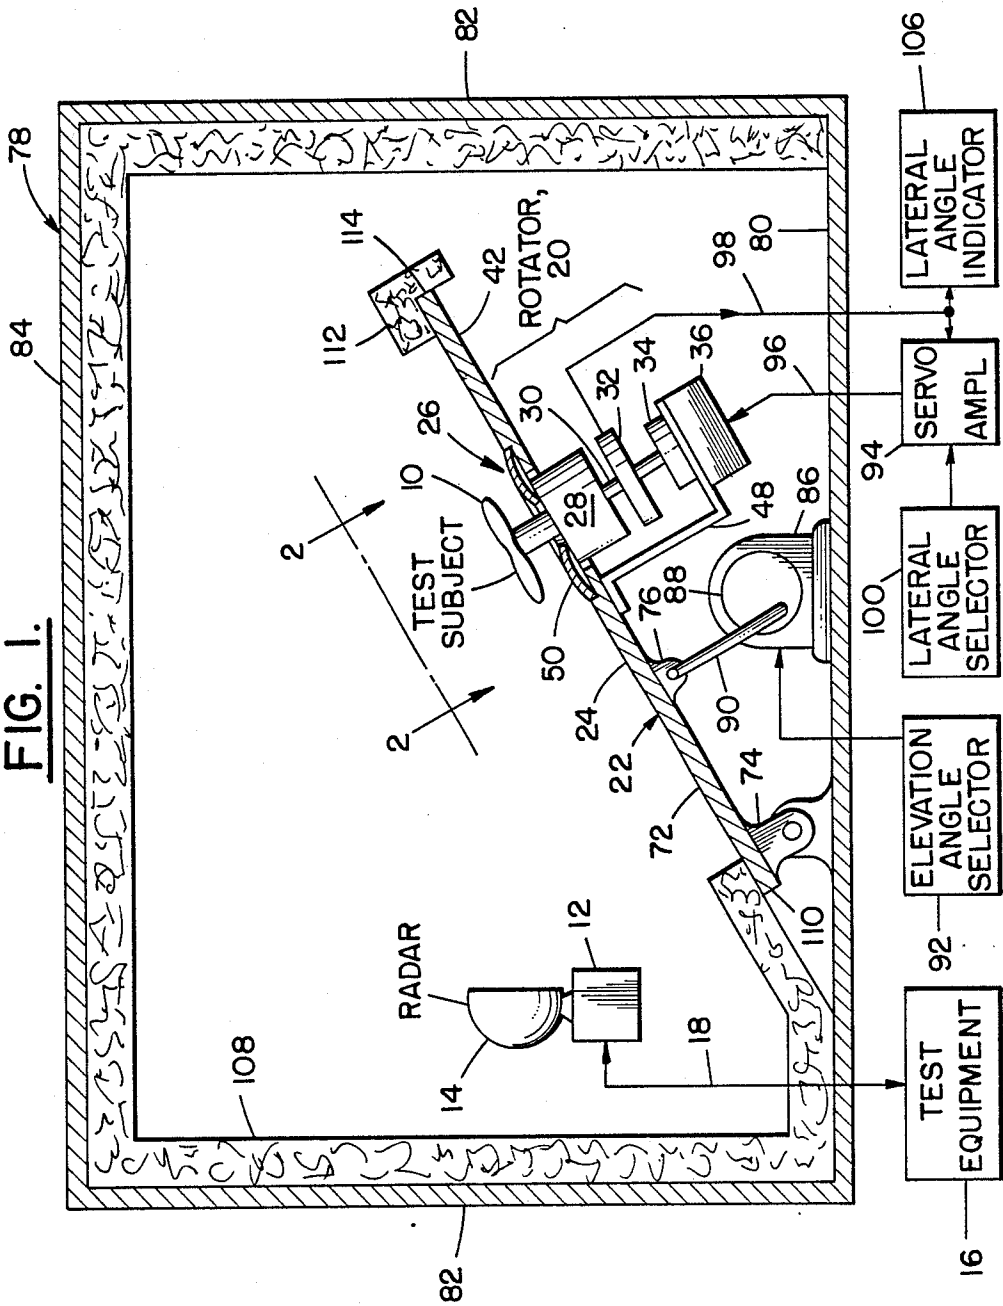 FIG. 1.
78
84
82
82
108
RADAR
14
12
18
2
2
TEST
SUBJECT
10
26
112
114
42
ROTATOR,
20
50
28
30
32
34
36
48
24
22
72
76
88
86
90
74
110
98
80
96
94
100
92
16
106
TEST
EQUIPMENT
ELEVATION
ANGLE
SELECTOR
LATERAL
ANGLE
SELECTOR
SERVO
AMPL
LATERAL
ANGLE
INDICATOR